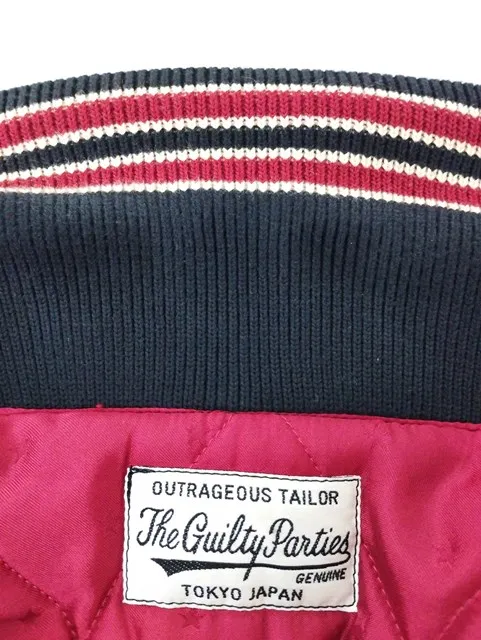 OUTRAGEOUS TAILOR
The Guilty Parties
GENUINE
TOKYO JAPAN